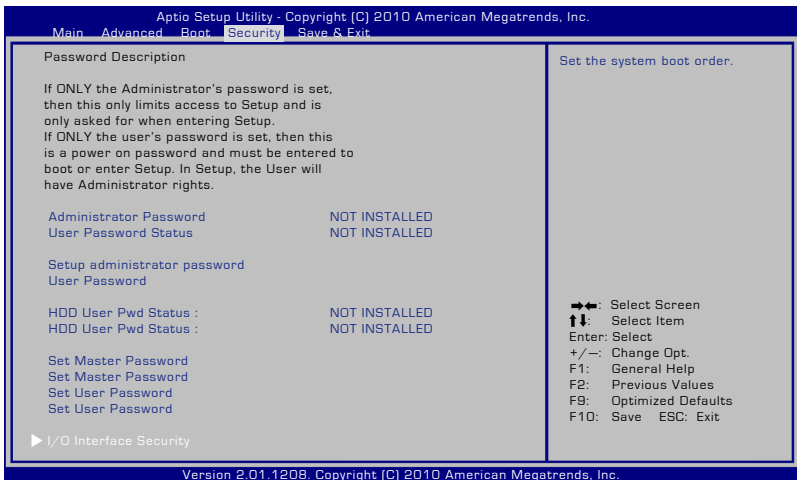 Aptio Setup Utility - Copyright (C) 2010 American Megatrends, Inc.
Main Advanced Boot Security Save & Exit
Password Description
If ONLY the Administrator's password is set,
then this only limits access to Setup and is
only asked for when entering Setup.
If ONLY the user's password is set, then this
is a power on password and must be entered to
boot or enter Setup. In Setup, the User will
have Administrator rights.
Administrator Password NOT INSTALLED
User Password Status NOT INSTALLED
Setup administrator password
User Password
HDD User Pwd Status : NOT INSTALLED
HDD User Pwd Status : NOT INSTALLED
Set Master Password
Set Master Password
Set User Password
Set User Password
▶ I/O Interface Security
Set the system boot order.
→←: Select Screen
↑↓: Select Item
Enter: Select
+/—: Change Opt.
F1: General Help
F2: Previous Values
F9: Optimized Defaults
F10: Save ESC: Exit
Version 2.01.1208. Copyright (C) 2010 American Megatrends, Inc.